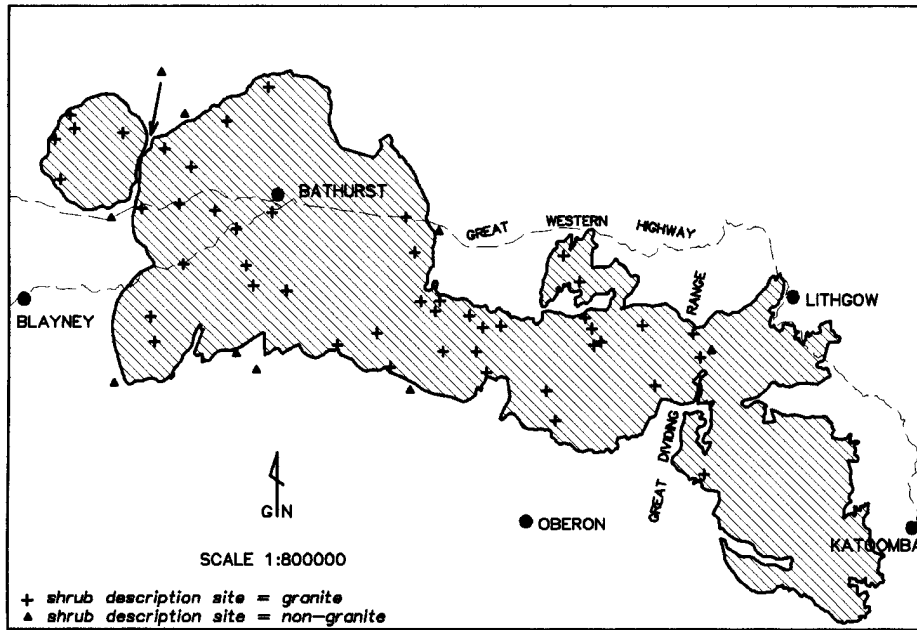 BATHURST
GREAT WESTERN HIGHWAY
BLAYNEY
LITHGOW
GREAT DIVIDING RANGE
GN
OBERON
KATOOMBA
SCALE 1:800000
+ shrub description site = granite
▲ shrub description site = non-granite